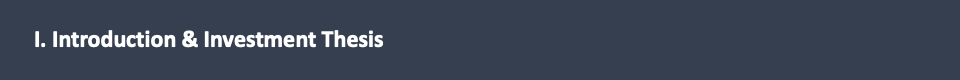 I. Introduction & Investment Thesis